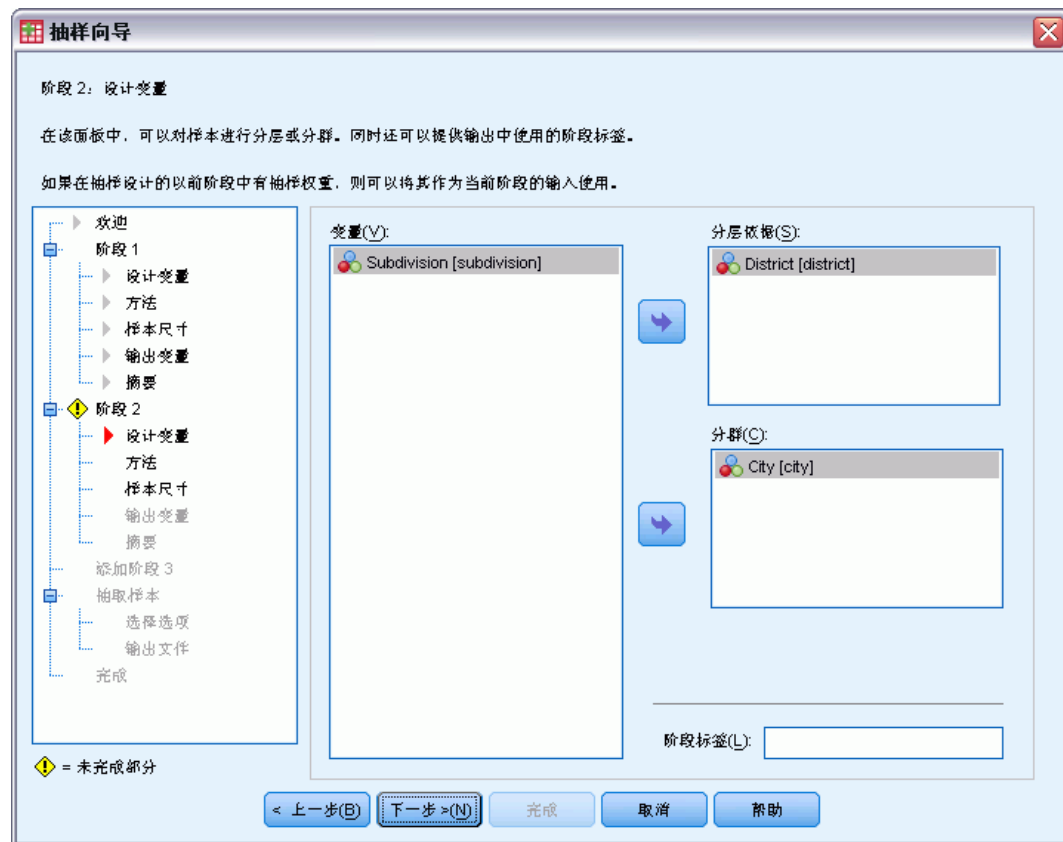 抽样向导
阶段 2：设计变量
在该面板中，可以对样本进行分层或分群。同时还可以提供输出中使用的阶段标签。
如果在抽样设计的以前阶段中有抽样权重，则可以将其作为当前阶段的输入使用。
欢迎
阶段 1
设计变量
方法
样本尺寸
输出变量
摘要
阶段 2
设计变量
方法
样本尺寸
输出变量
摘要
添加阶段 3
抽取样本
选择选项
输出文件
完成
= 未完成部分
变量(V):
Subdivision [subdivision]
分层依据(S):
District [district]
分群(C):
City [city]
阶段标签(L):
< 上一步(B) 下一步 >(N) 完成 取消 帮助